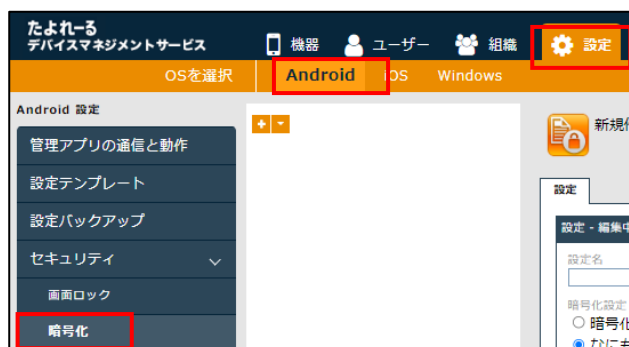 たよれーる
デバイスマネジメントサービス
機器 ユーザー 組織 設定
OSを選択 Android iOS Windows
Android 設定
管理アプリの通信と動作
設定テンプレート
設定バックアップ
セキュリティ
画面ロック
暗号化
新規
設定
設定 - 編集中
設定名
暗号化設定
暗号化
なにも